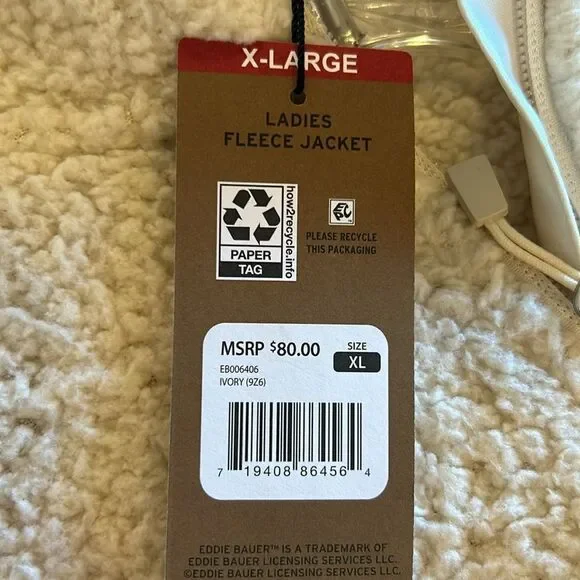 X-LARGE
LADIES
FLEECE JACKET
how2recycle.info
PAPER
TAG
PLEASE RECYCLE
THIS PACKAGING
MSRP $80.00
SIZE
XL
EB006406
IVORY (9Z6)
7 19408 86456 4
EDDIE BAUER™ IS A TRADEMARK OF
EDDIE BAUER LICENSING SERVICES LLC.
©EDDIE BAUER LICENSING SERVICES LLC.